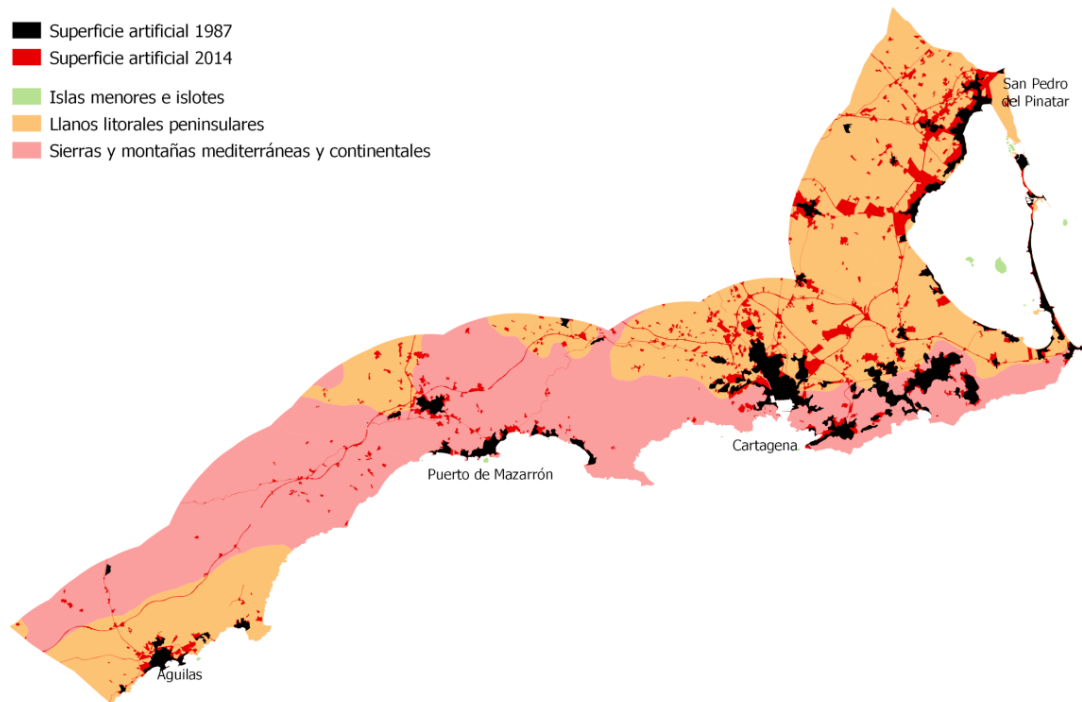 Superficie artificial 1987
Superficie artificial 2014
Islas menores e islotes
Llanos litorales peninsulares
Sierras y montañas mediterráneas y continentales
San Pedro
del Pinatar
Cartagena
Puerto de Mazarrón
Águilas